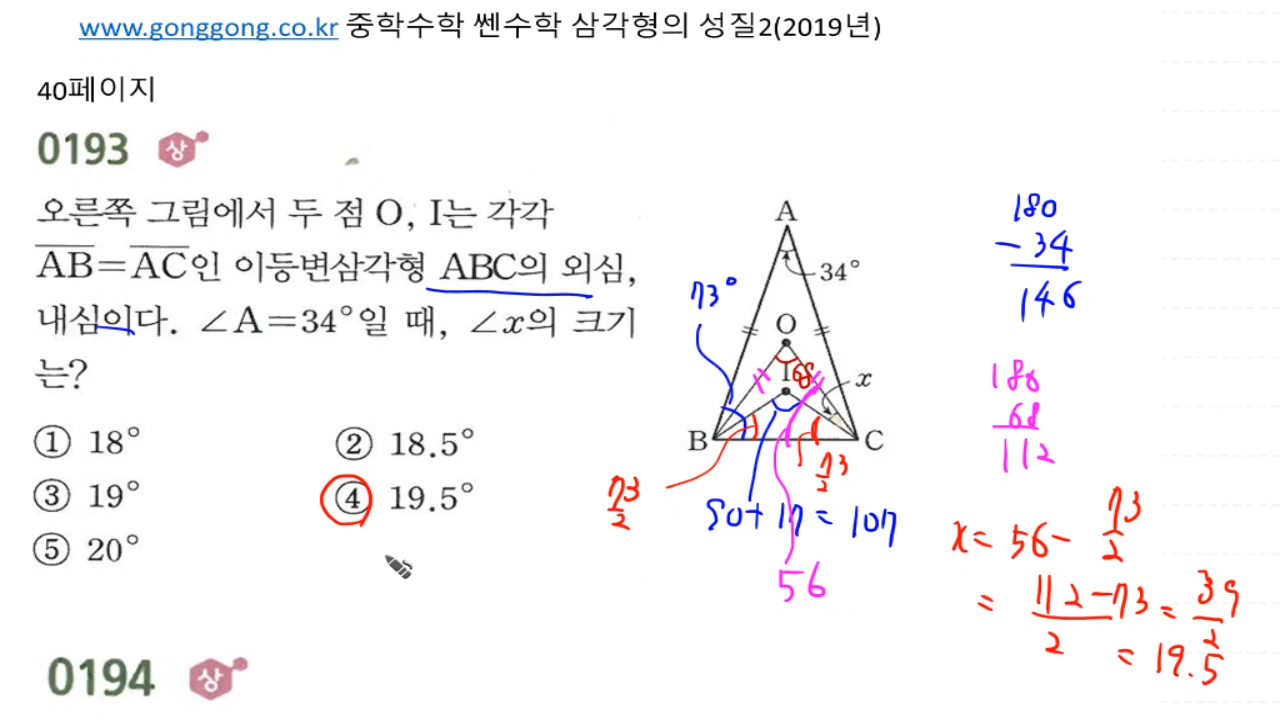 www.gonggong.co.kr 중학수학 쎈수학 삼각형의 성질2(2019년)
40페이지
0193 상
오른쪽 그림에서 두 점 O, I는 각각
AB=AC인 이등변삼각형 ABC의 외심,
내심이다. ∠A=34°일 때, ∠x의 크기
는?
① 18° ② 18.5°
③ 19° ④ 19.5°
⑤ 20°
A
34°
73°
O
I 68
x
B C
73/2
73/2
90+17=107
56
180
-34
146
180
68
112
x= 56-73/2
= 112-73/2 = 39/2
= 19.5
0194 상